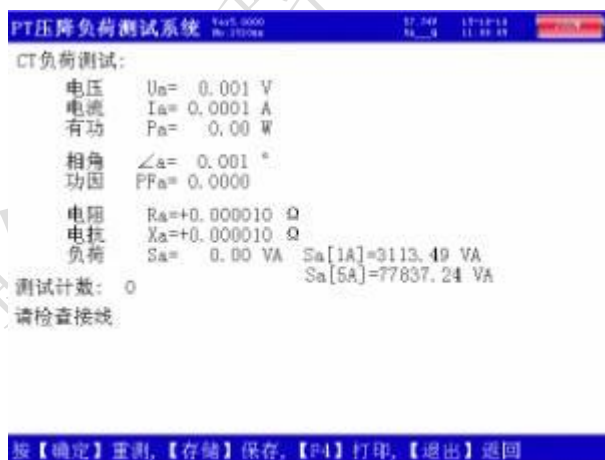 PT压降负荷测试系统 Ver5.0000
CT负荷测试:
电压 Ua= 0.001 V
电流 Ia= 0.0001 A
有功 Pa= 0.00 W
相角 ∠a= 0.001 °
功因 PFa= 0.0000
电阻 Ra=+0.000010 Ω
电抗 Xa=+0.000010 Ω
负荷 Sa= 0.00 VA Sa[1A]=3113.49 VA
Sa[5A]=77837.24 VA
测试计数: 0
请检查接线
按【确定】重测,【存储】保存,【F4】打印,【退出】返回